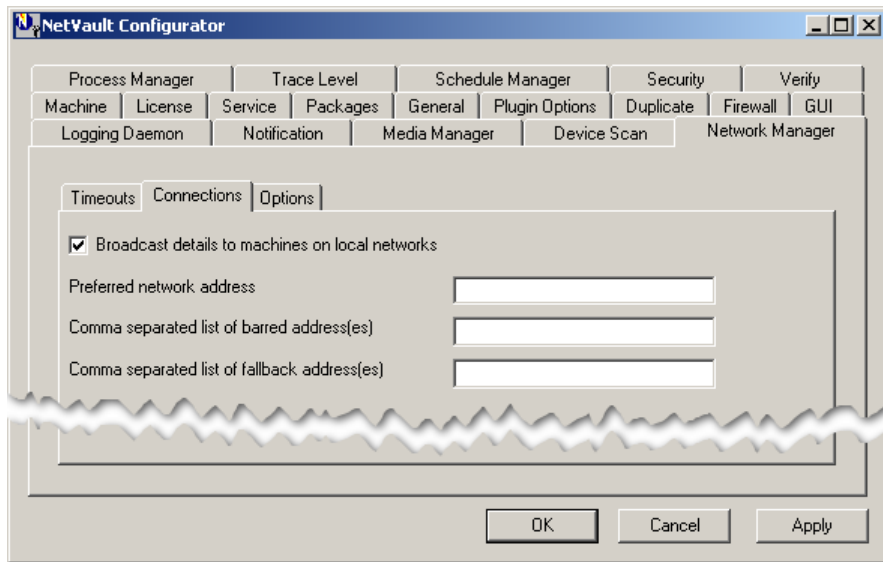 NetVault Configurator
Process Manager Trace Level Schedule Manager Security Verify
Machine License Service Packages General Plugin Options Duplicate Firewall GUI
Logging Daemon Notification Media Manager Device Scan Network Manager
Timeouts Connections Options
Broadcast details to machines on local networks
Preferred network address
Comma separated list of barred address(es)
Comma separated list of fallback address(es)
OK Cancel Apply